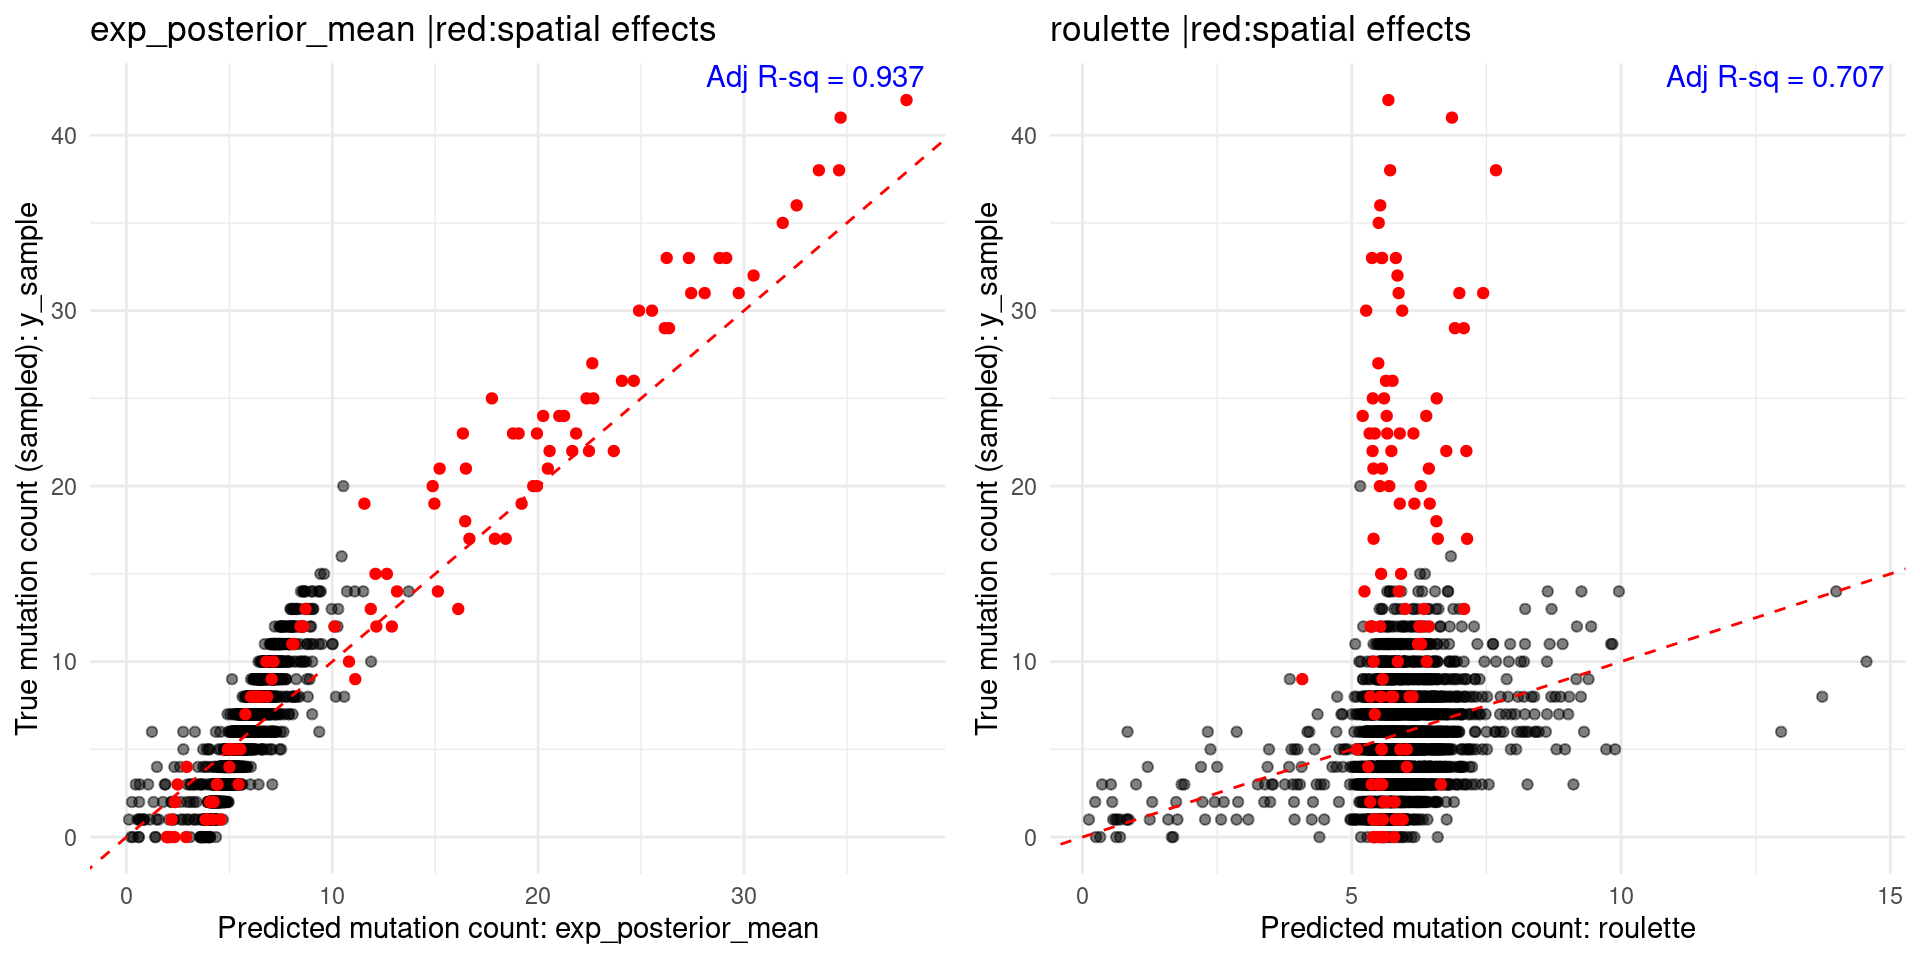 exp_posterior_mean |red:spatial effects
Adj R-sq = 0.937
True mutation count (sampled): y_sample
40
30
20
10
0
0
10
20
30
Predicted mutation count: exp_posterior_mean
roulette |red:spatial effects
Adj R-sq = 0.707
True mutation count (sampled): y_sample
40
30
20
10
0
0
5
10
15
Predicted mutation count: roulette